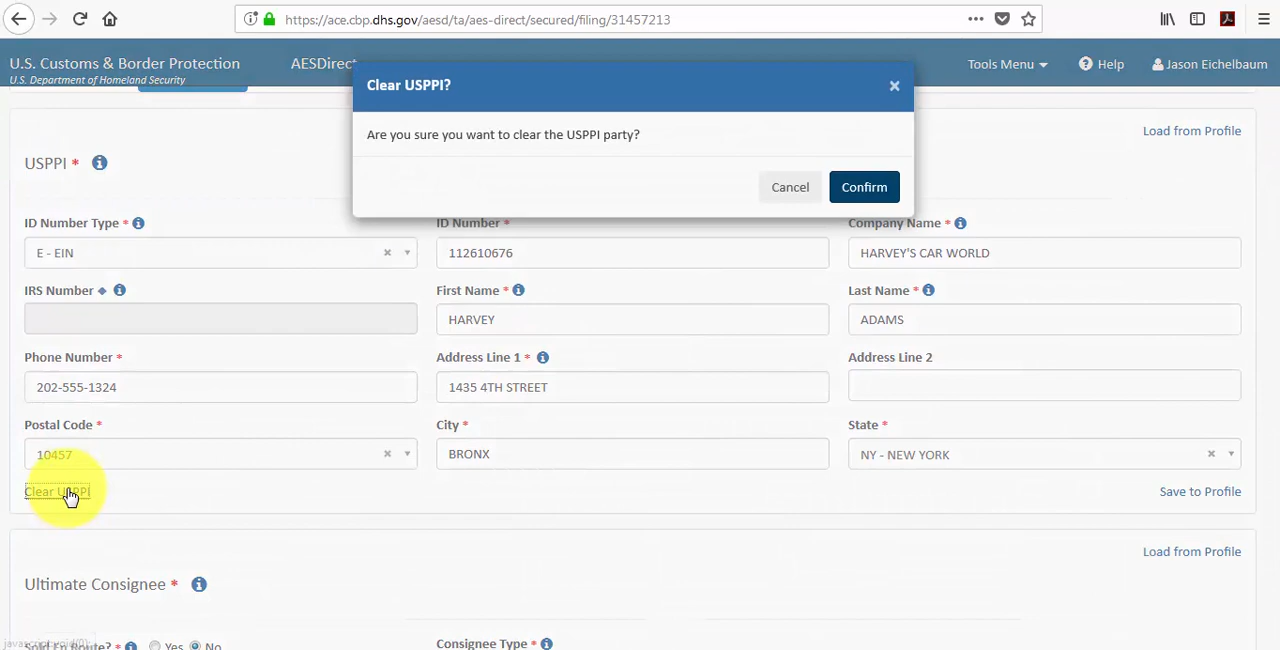 https://ace.cbp.dhs.gov/aesd/ta/aes-direct/secured/filing/31457213
U.S. Customs & Border Protection
U.S. Department of Homeland Security
AESDirect
Tools Menu
Help
Jason Eichelbaum
Clear USPPI?
×
Are you sure you want to clear the USPPI party?
Cancel
Confirm
Load from Profile
USPPI *
ID Number Type *
ID Number *
Company Name *
E - EIN
112610676
HARVEY'S CAR WORLD
IRS Number
First Name *
Last Name *
HARVEY
ADAMS
Phone Number *
Address Line 1 *
Address Line 2
202-555-1324
1435 4TH STREET
Postal Code *
City *
State *
10457
BRONX
NY - NEW YORK
Clear USPPI
Save to Profile
Load from Profile
Ultimate Consignee *
Sold En Route? *
Yes
No
Consignee Type *